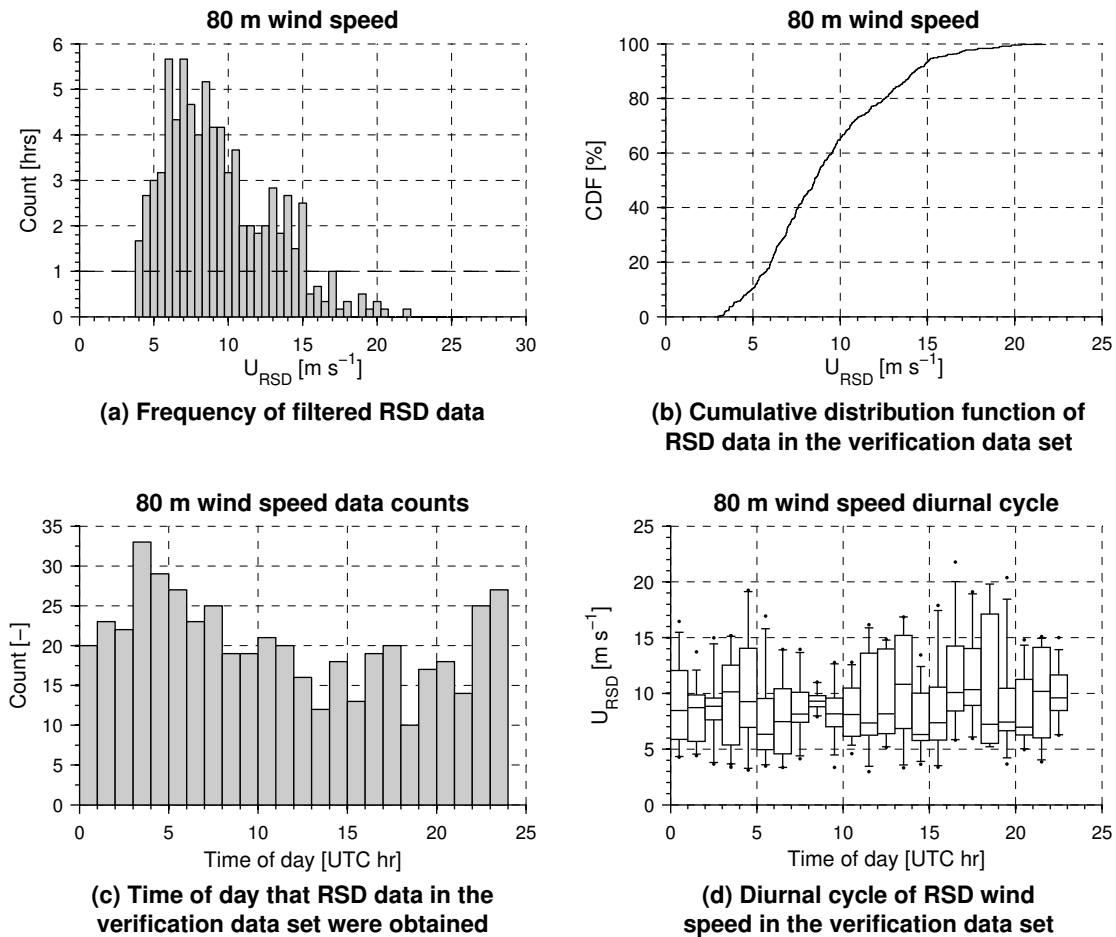 80 m wind speed
6
5
4
3
2
1
0
Count [hrs]
0 5 10 15 20 25 30
U_RSD [m s⁻¹]
(a) Frequency of filtered RSD data
80 m wind speed
100
80
60
40
20
0
CDF [%]
0 5 10 15 20 25
U_RSD [m s⁻¹]
(b) Cumulative distribution function of
RSD data in the verification data set
80 m wind speed data counts
35
30
25
20
15
10
5
0
Count [−]
0 5 10 15 20 25
Time of day [UTC hr]
(c) Time of day that RSD data in the
verification data set were obtained
80 m wind speed diurnal cycle
25
20
15
10
5
0
U_RSD [m s⁻¹]
0 5 10 15 20 25
Time of day [UTC hr]
(d) Diurnal cycle of RSD wind
speed in the verification data set